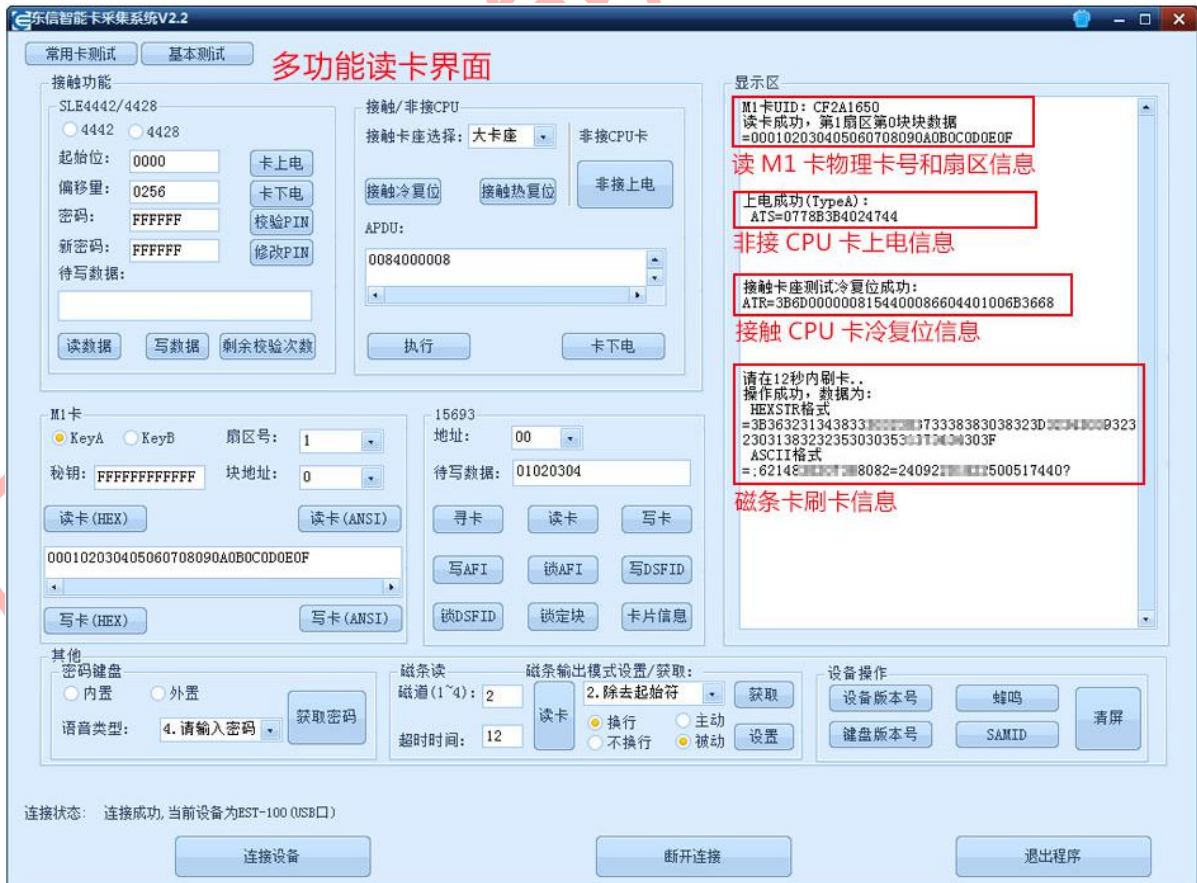 东信智能卡采集系统V2.2
常用卡测试 基本测试
多功能读卡界面
接触功能
SLE4442/4428
4442 4428
起始位: 0000 卡上电
偏移量: 0256 卡下电
密码: FFFFFF 校验PIN
新密码: FFFFFF 修改PIN
待写数据:
读数据 写数据 剩余校验次数
接触/非接CPU
接触卡座选择: 大卡座 非接CPU卡
接触冷复位 接触热复位 非接上电
APDU:
0084000008
执行 卡下电
显示区
M1卡UID: CF2A1650
读卡成功，第1扇区第0块块数据
=000102030405060708090A0B0C0D0E0F
读 M1 卡物理卡号和扇区信息
上电成功(TypeA):
ATS=0778B3B4024744
非接 CPU 卡上电信息
接触卡座测试冷复位成功:
ATR=3B6D0000008154400086604401006B3668
接触 CPU 卡冷复位信息
请在12秒内刷卡..
操作成功，数据为:
HEXSTR格式
ASCII格式
磁条卡刷卡信息
M1卡
KeyA KeyB 扇区号: 1
秘钥: FFFFFFFFFFFF 块地址: 0
读卡(HEX) 读卡(ANSI)
000102030405060708090A0B0C0D0E0F
写卡(HEX) 写卡(ANSI)
15693
地址: 00
待写数据: 01020304
寻卡 读卡 写卡
写AFI 锁AFI 写DSFID
锁DSFID 锁定块 卡片信息
其他
密码键盘
内置 外置
语音类型: 4.请输入密码 获取密码
磁条读 磁条输出模式设置/获取:
磁道(1~4): 2 读卡 2.除去起始符 获取
超时时间: 12 换行 主动
不换行 被动 设置
设备操作
设备版本号 蜂鸣 清屏
键盘版本号 SAMID
连接状态: 连接成功,当前设备为EST-100(USB口)
连接设备 断开连接 退出程序